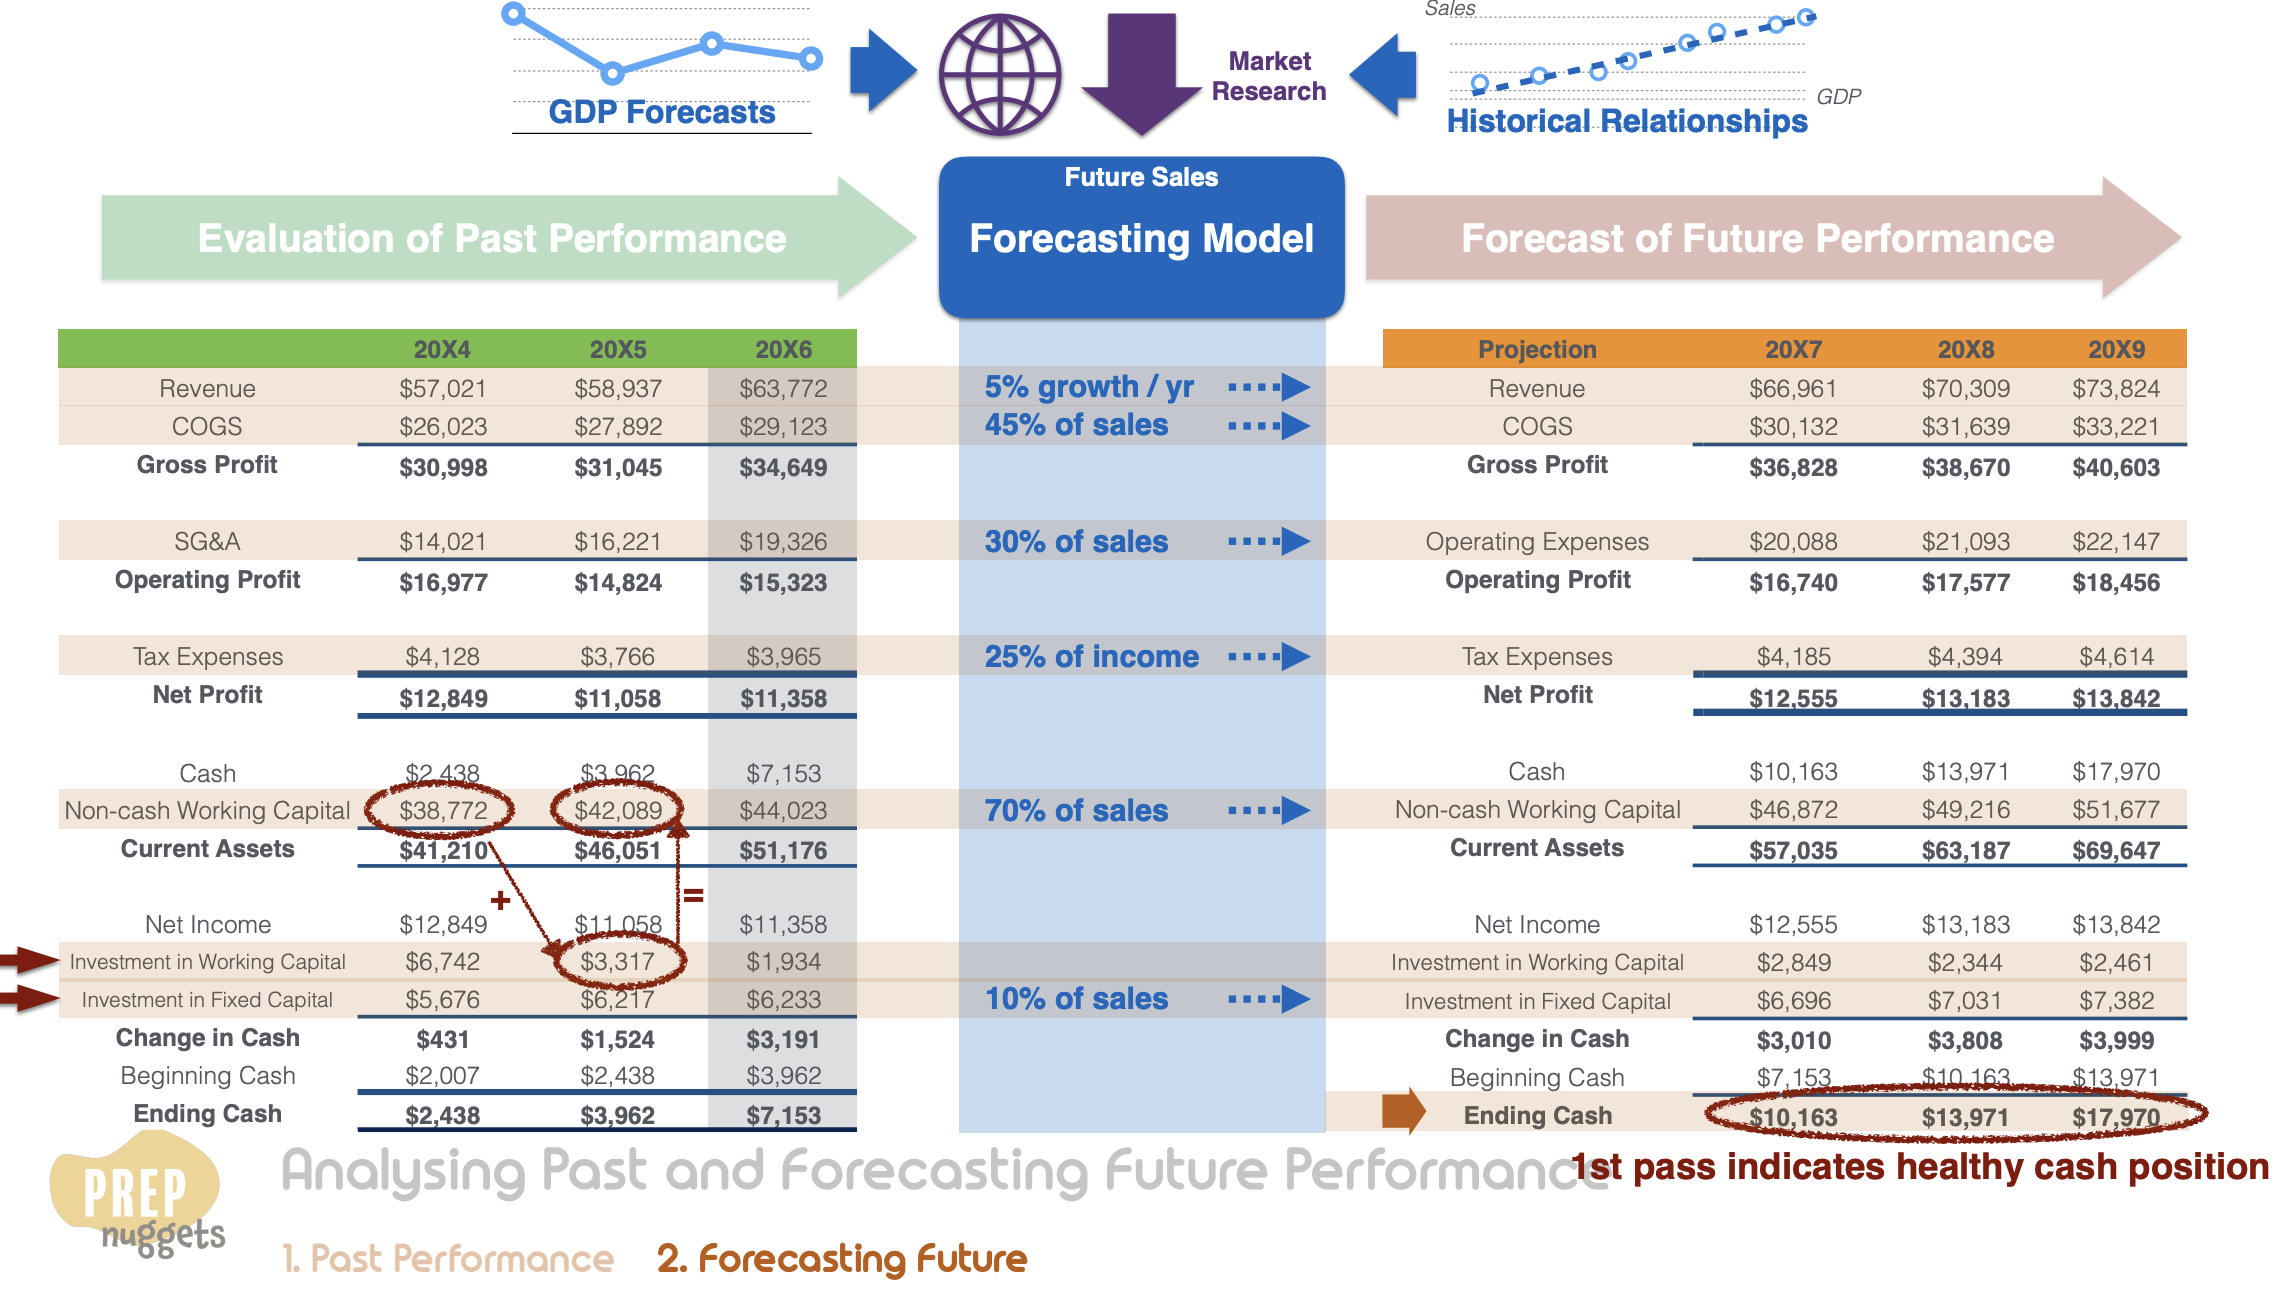 Sales
GDP Forecasts
Market
Research
GDP
Historical Relationships
Future Sales
Evaluation of Past Performance
Forecasting Model
Forecast of Future Performance
20X4 20X5 20X6
Projection 20X7 20X8 20X9
Revenue $57,021 $58,937 $63,772 5% growth / yr Revenue $66,961 $70,309 $73,824
COGS $26,023 $27,892 $29,123 45% of sales COGS $30,132 $31,639 $33,221
Gross Profit $30,998 $31,045 $34,649 Gross Profit $36,828 $38,670 $40,603
SG&A $14,021 $16,221 $19,326 30% of sales Operating Expenses $20,088 $21,093 $22,147
Operating Profit $16,977 $14,824 $15,323 Operating Profit $16,740 $17,577 $18,456
Tax Expenses $4,128 $3,766 $3,965 25% of income Tax Expenses $4,185 $4,394 $4,614
Net Profit $12,849 $11,058 $11,358 Net Profit $12,555 $13,183 $13,842
Cash $2,438 $3,962 $7,153 Cash $10,163 $13,971 $17,970
Non-cash Working Capital $38,772 $42,089 $44,023 70% of sales Non-cash Working Capital $46,872 $49,216 $51,677
Current Assets $41,210 $46,051 $51,176 Current Assets $57,035 $63,187 $69,647
+ =
Net Income $12,849 $11,058 $11,358 Net Income $12,555 $13,183 $13,842
Investment in Working Capital $6,742 $3,317 $1,934 Investment in Working Capital $2,849 $2,344 $2,461
Investment in Fixed Capital $5,676 $6,217 $6,233 10% of sales Investment in Fixed Capital $6,696 $7,031 $7,382
Change in Cash $431 $1,524 $3,191 Change in Cash $3,010 $3,808 $3,999
Beginning Cash $2,007 $2,438 $3,962 Beginning Cash $7,153 $10,163 $13,971
Ending Cash $2,438 $3,962 $7,153 Ending Cash $10,163 $13,971 $17,970
Analysing Past and Forecasting Future Performance
1st pass indicates healthy cash position
PREP
nuggets
1. Past Performance 2. Forecasting Future